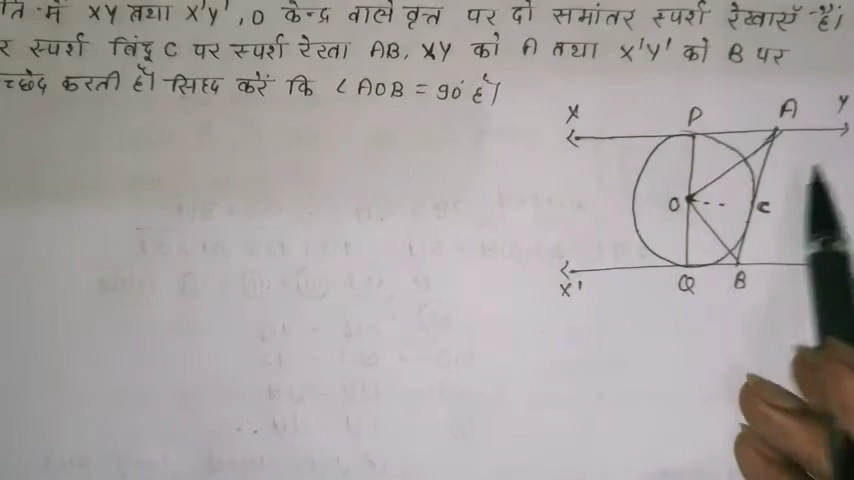 में XY तथा X'Y', O केन्द्र वाले वृत्त पर दो समांतर स्पर्श रेखाएँ हैं।
र स्पर्श बिंदु C पर स्पर्श रेखा AB, XY को A तथा X'Y' को B पर
च्छेद करती है। सिद्ध करें कि ∠AOB = 90° है।
X P A Y
O C
X' Q B